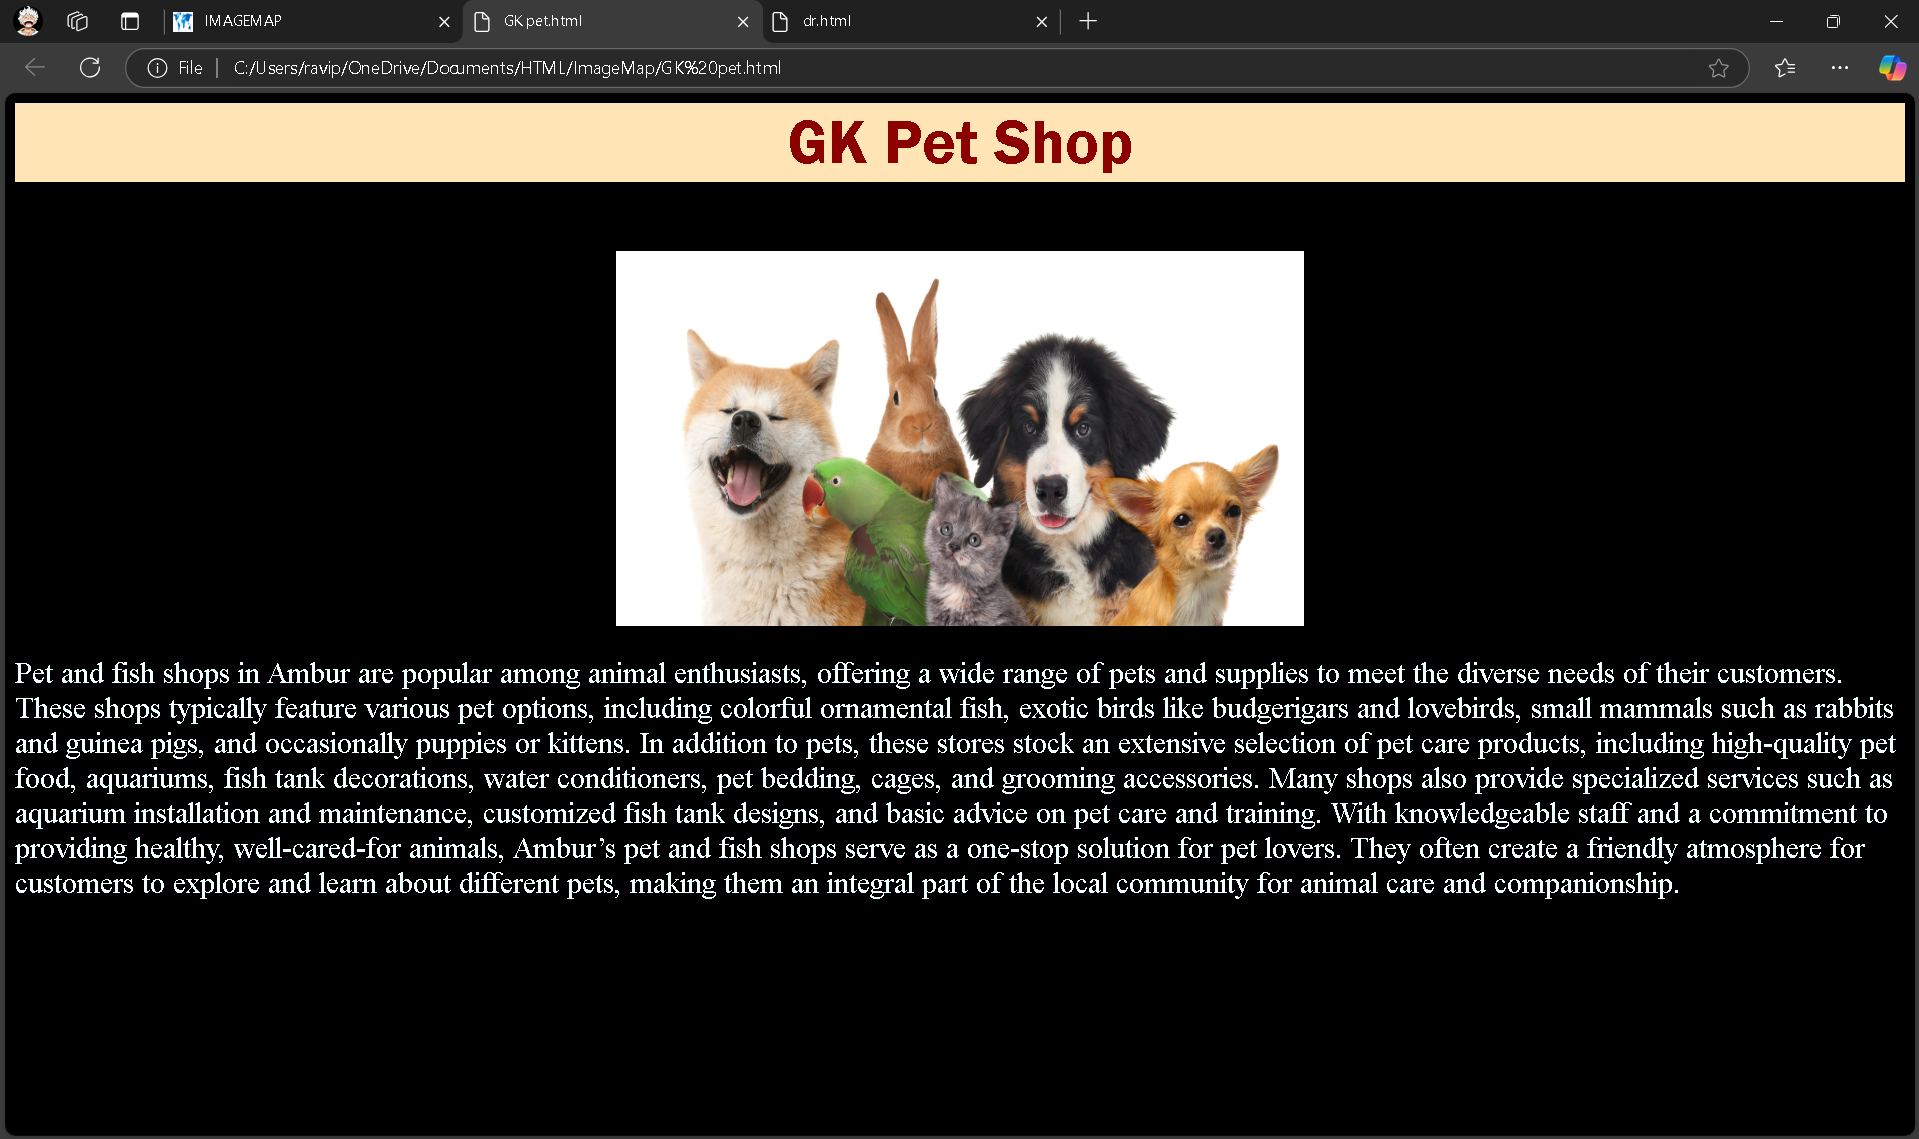 IMAGEMAP
GK pet.html
dr.html
File
C:/Users/ravip/OneDrive/Documents/HTML/ImageMap/GK%20pet.html
GK Pet Shop
Pet and fish shops in Ambur are popular among animal enthusiasts, offering a wide range of pets and supplies to meet the diverse needs of their customers.
These shops typically feature various pet options, including colorful ornamental fish, exotic birds like budgerigars and lovebirds, small mammals such as rabbits
and guinea pigs, and occasionally puppies or kittens. In addition to pets, these stores stock an extensive selection of pet care products, including high-quality pet
food, aquariums, fish tank decorations, water conditioners, pet bedding, cages, and grooming accessories. Many shops also provide specialized services such as
aquarium installation and maintenance, customized fish tank designs, and basic advice on pet care and training. With knowledgeable staff and a commitment to
providing healthy, well-cared-for animals, Ambur’s pet and fish shops serve as a one-stop solution for pet lovers. They often create a friendly atmosphere for
customers to explore and learn about different pets, making them an integral part of the local community for animal care and companionship.